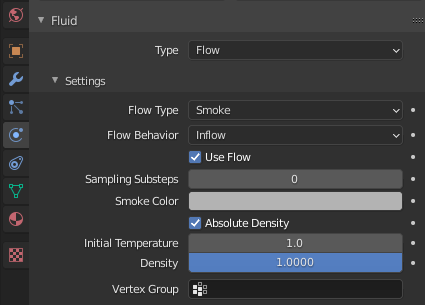 Fluid
Type Flow
Settings
Flow Type Smoke
Flow Behavior Inflow
Use Flow
Sampling Substeps 0
Smoke Color
Absolute Density
Initial Temperature 1.0
Density 1.0000
Vertex Group